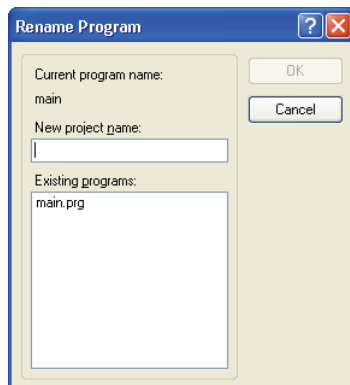 Rename Program
Current program name:
main
New project name:
Existing programs:
main.prg
OK
Cancel